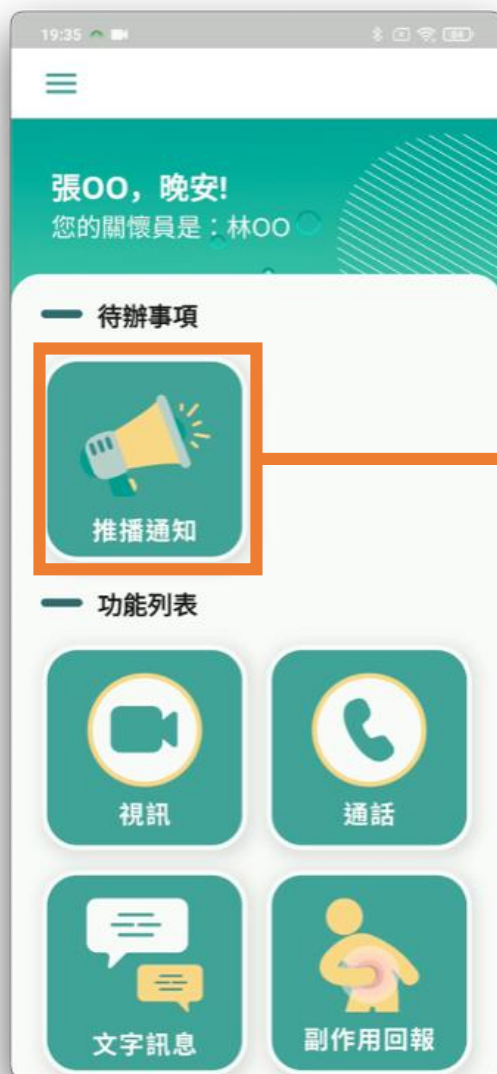 19:35
84
張OO，晚安!
您的關懷員是：林OO
待辦事項
推播通知
功能列表
視訊
通話
文字訊息
副作用回報